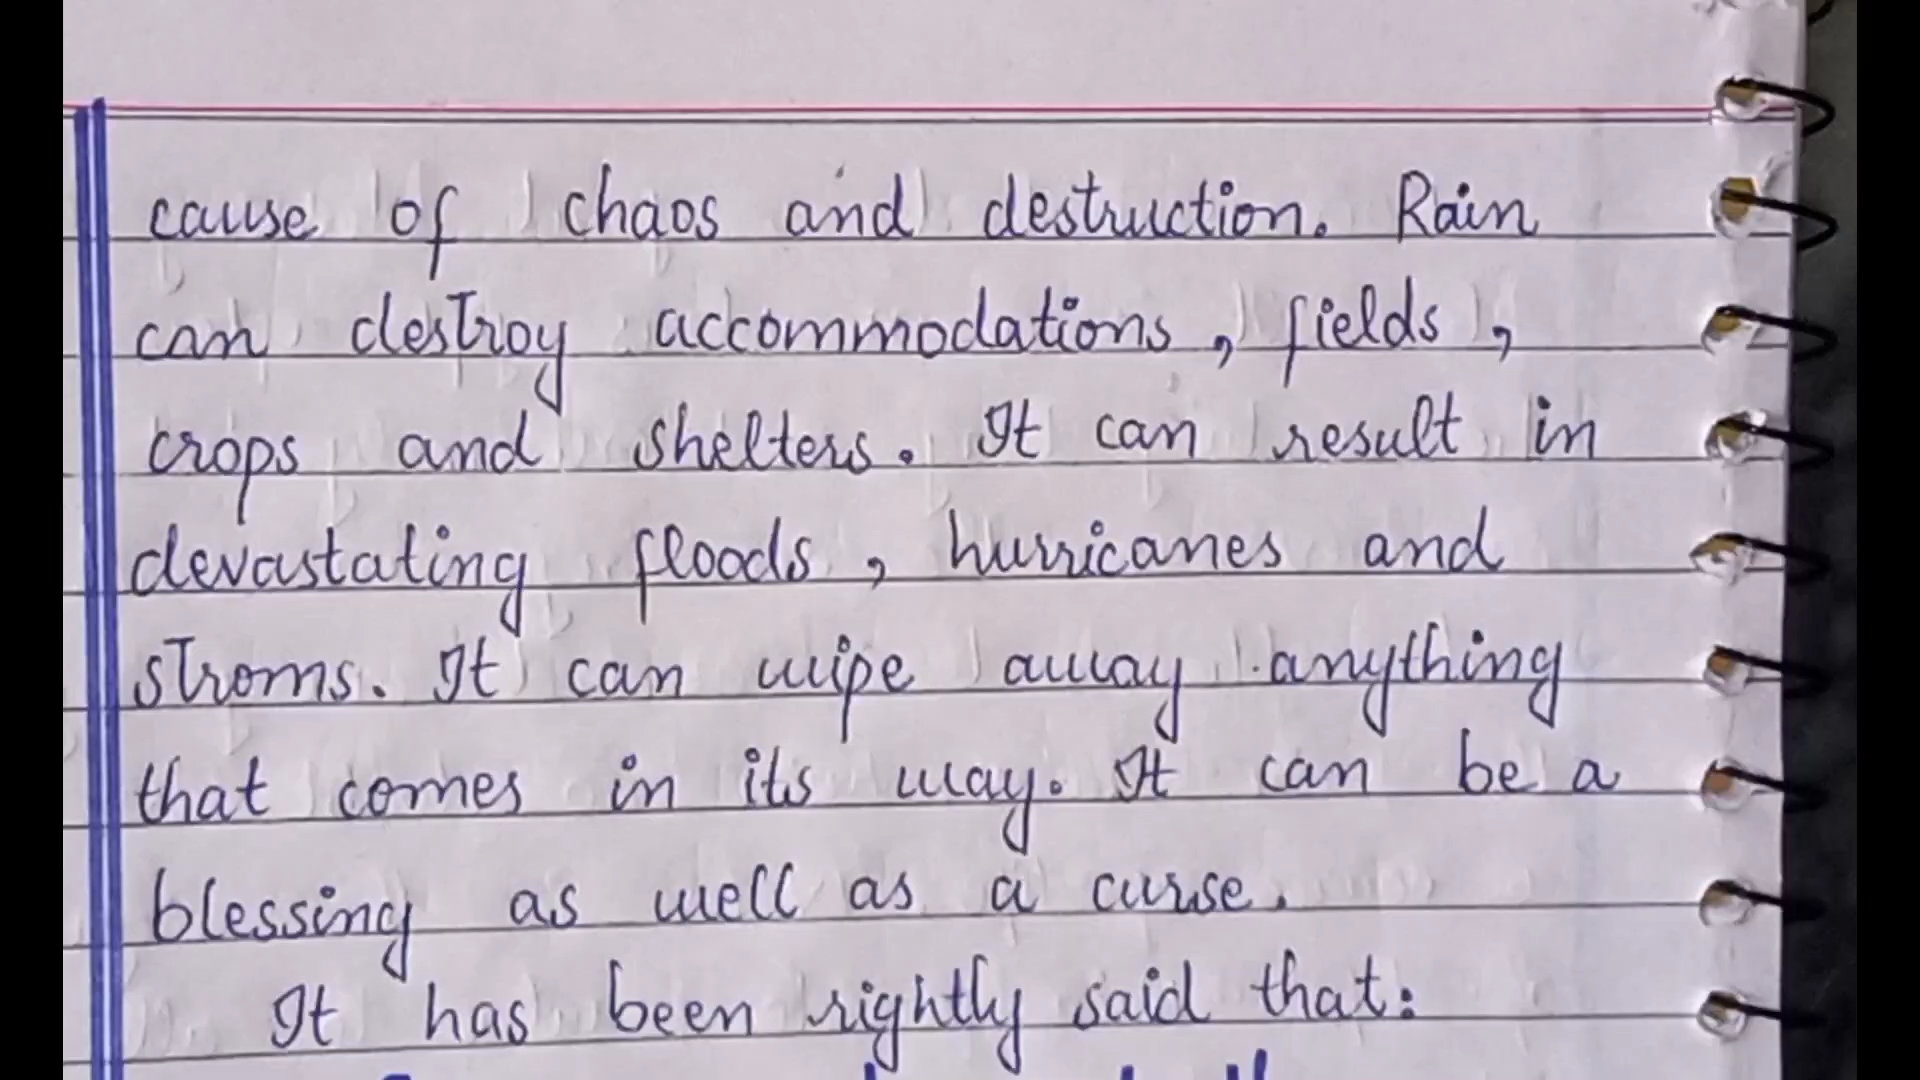 cause of chaos and destruction. Rain
can destroy accommodations, fields,
crops and shelters. It can result in
devastating floods, hurricanes and
stroms. It can wipe away anything
that comes in its way. It can be a
blessing as well as a curse.
It has been rightly said that: